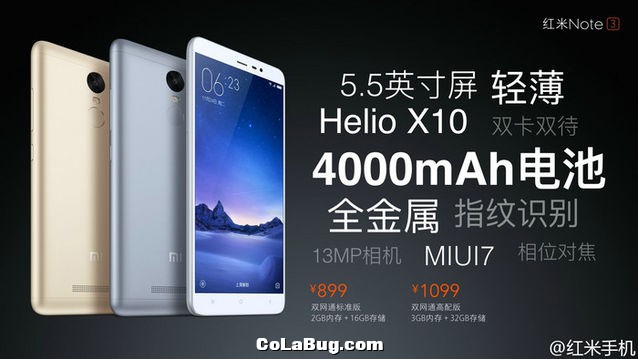 红米Note 3
5.5英寸屏 轻薄
Helio X10 双卡双待
4000mAh电池
全金属 指纹识别
13MP相机 MIUI7 相位对焦
¥899 ¥1099
双网通标准版 双网通高配版
2GB内存+16GB存储 3GB内存+32GB存储
06:23
mi
mi
CoLaBug.com
@红米手机